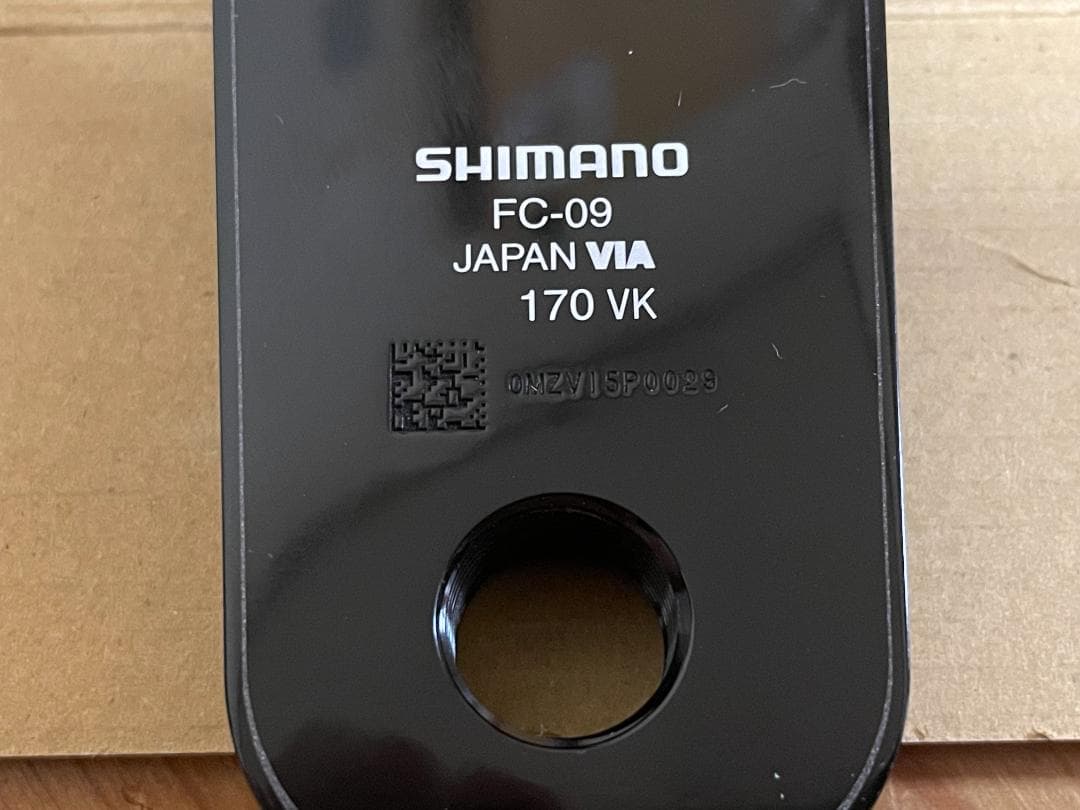 SHIMANO
FC-09
JAPAN VIA
170 VK
0MZV15P0029